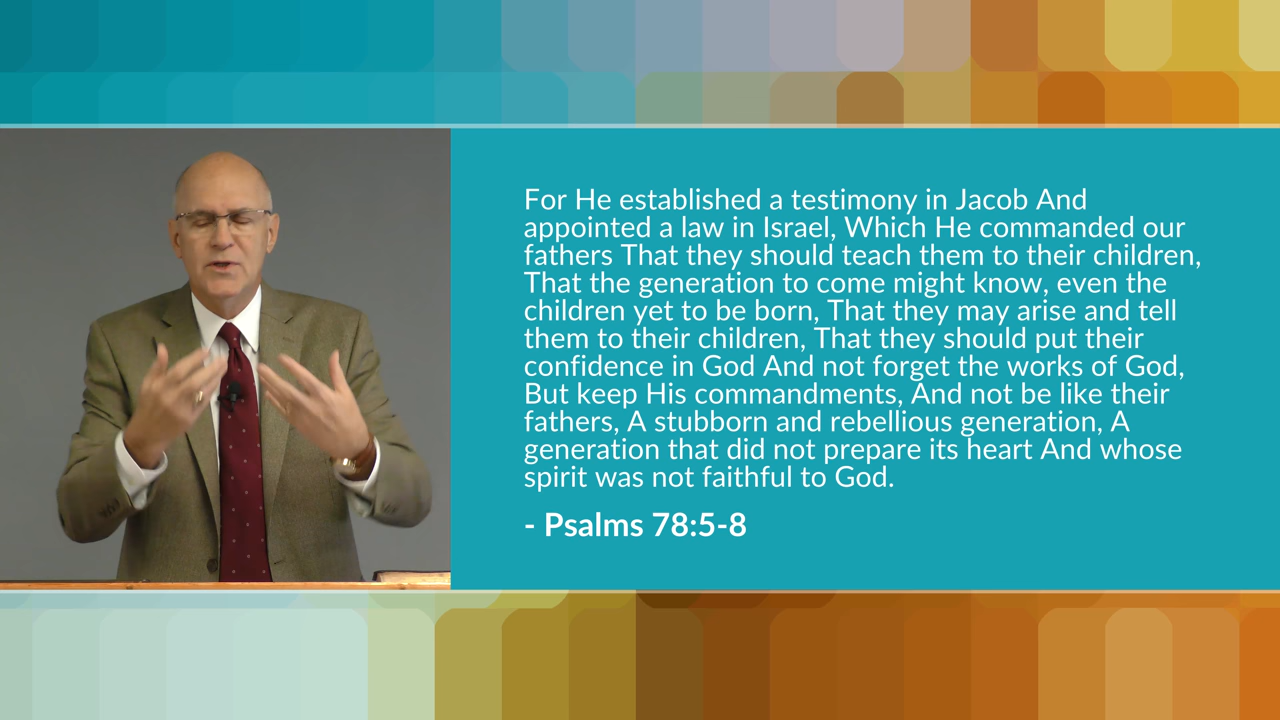 For He established a testimony in Jacob And
appointed a law in Israel, Which He commanded our
fathers That they should teach them to their children,
That the generation to come might know, even the
children yet to be born, That they may arise and tell
them to their children, That they should put their
confidence in God And not forget the works of God,
But keep His commandments, And not be like their
fathers, A stubborn and rebellious generation, A
generation that did not prepare its heart And whose
spirit was not faithful to God.
- Psalms 78:5-8